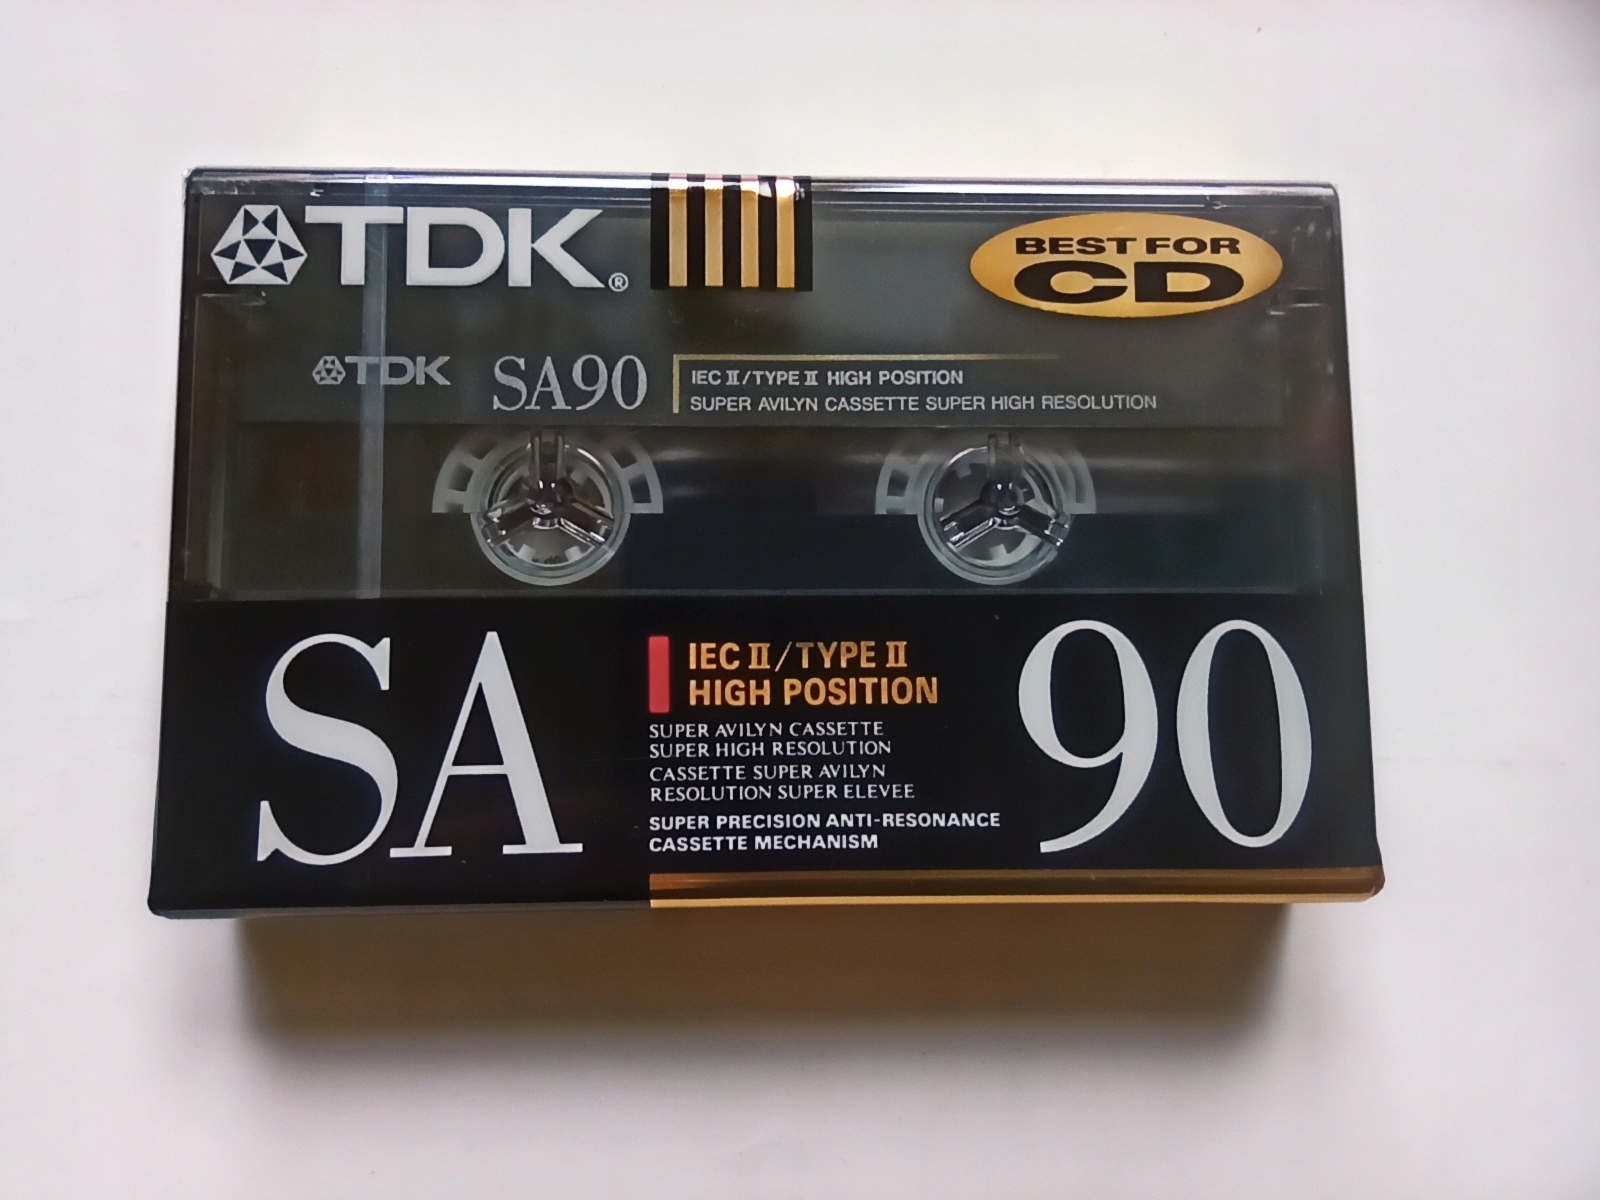 TDK®
BEST FOR
CD
TDK SA90 IEC II/TYPE II HIGH POSITION
SUPER AVILYN CASSETTE SUPER HIGH RESOLUTION
SA
IEC II/TYPE II
HIGH POSITION
SUPER AVILYN CASSETTE
SUPER HIGH RESOLUTION
CASSETTE SUPER AVILYN
RESOLUTION SUPER ELEVEE
SUPER PRECISION ANTI-RESONANCE
CASSETTE MECHANISM
90